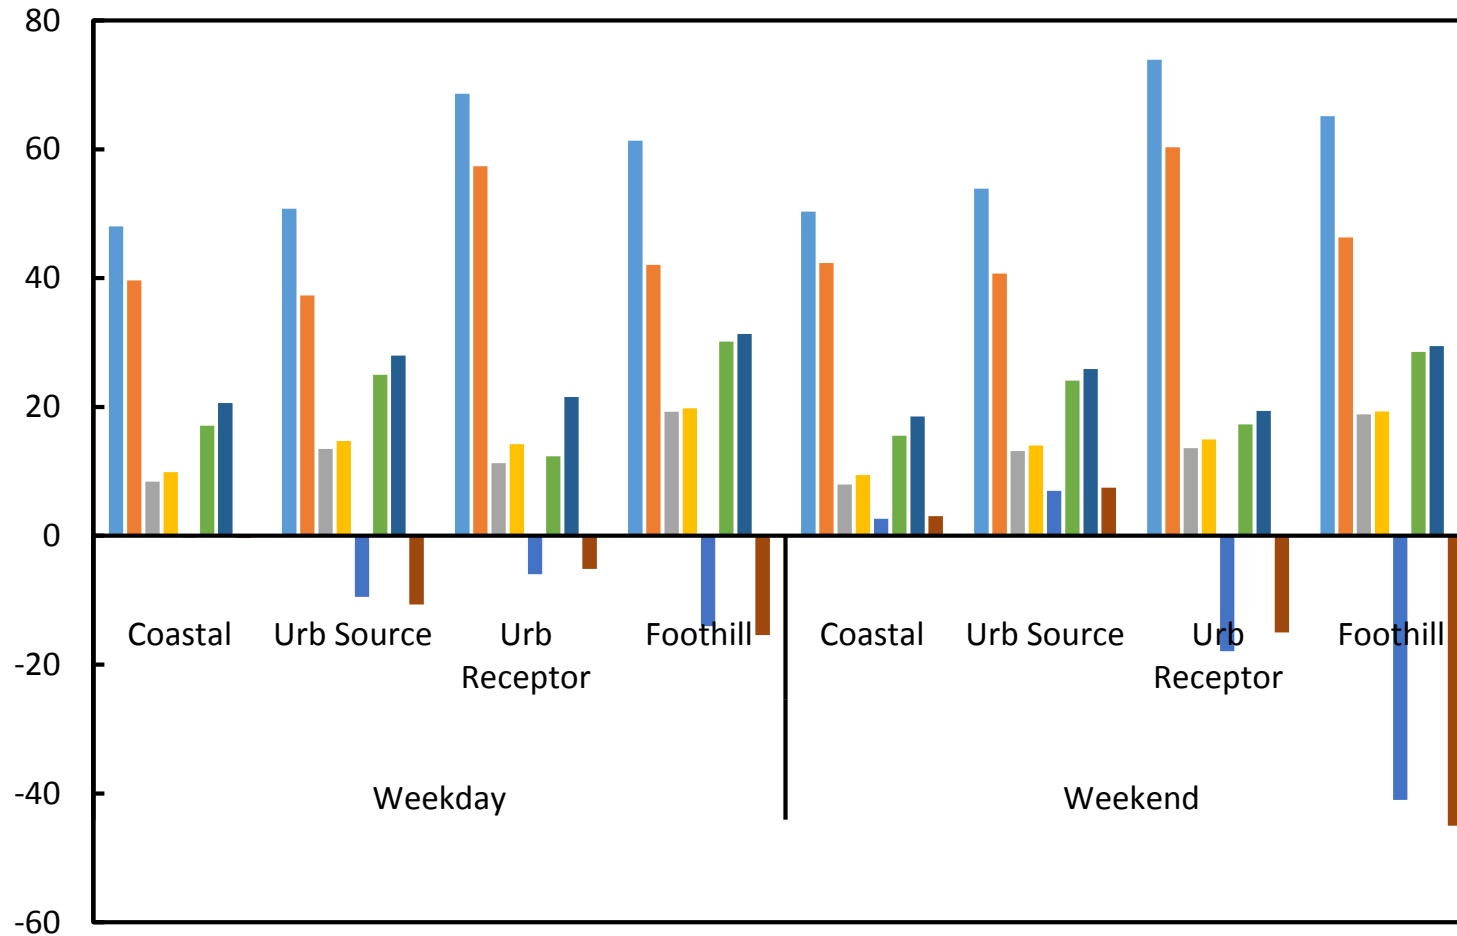 80
60
40
20
0
-20
-40
-60
Coastal
Urb Source
Urb
Receptor
Foothill
Coastal
Urb Source
Urb
Receptor
Foothill
Weekday
Weekend